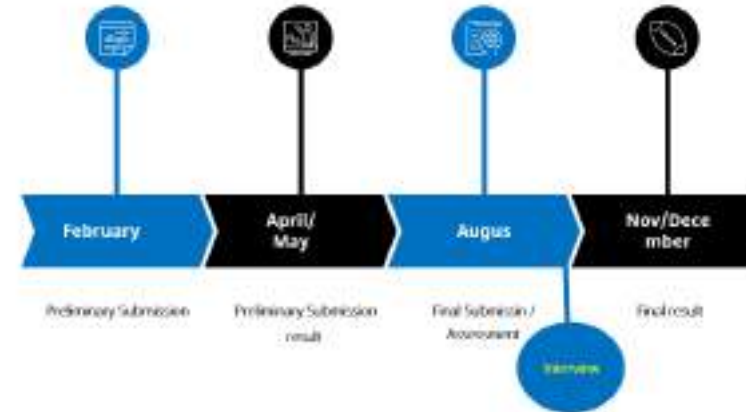 February
April/
May
Augus
Nov/Dece
mber
Preliminary Submission
Preliminary Submission
result
Final Submissin /
Assessment
Final result
Interview